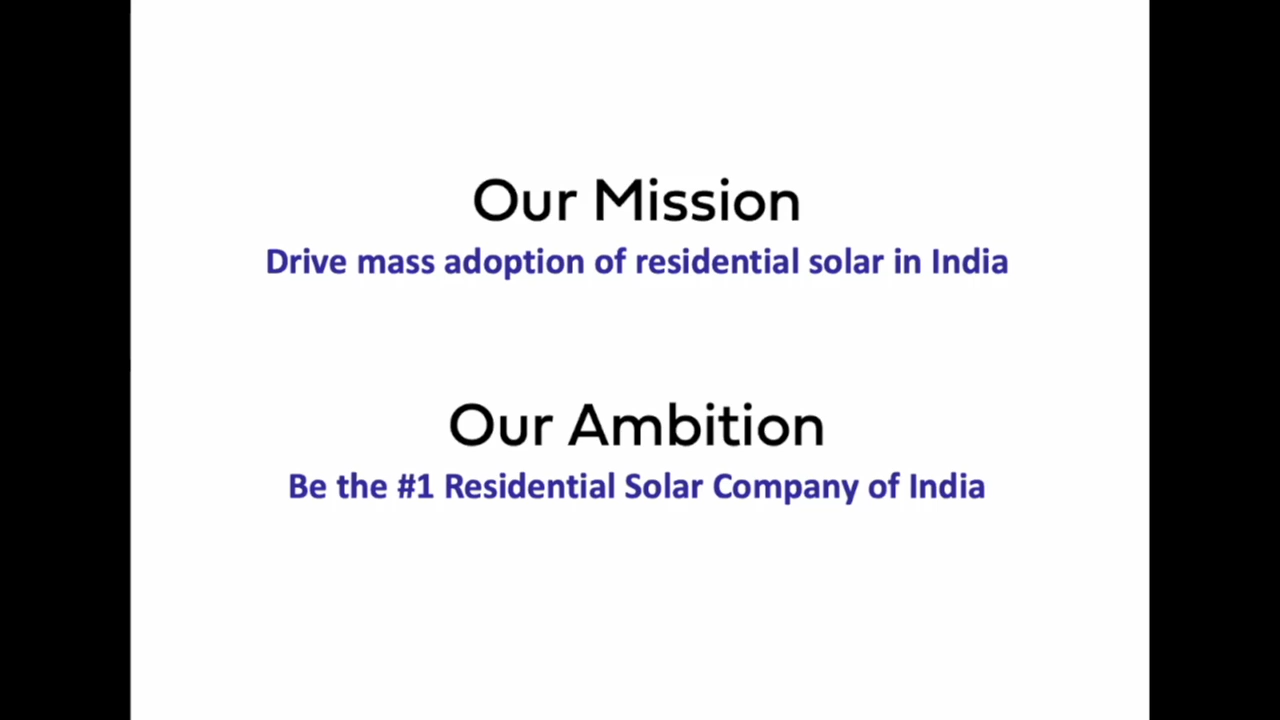 Our Mission
Drive mass adoption of residential solar in India
Our Ambition
Be the #1 Residential Solar Company of India